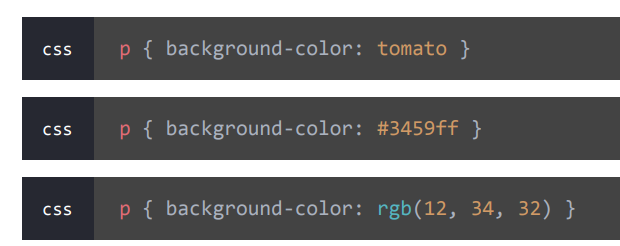 css p { background-color: tomato }
css p { background-color: #3459ff }
css p { background-color: rgb(12, 34, 32) }